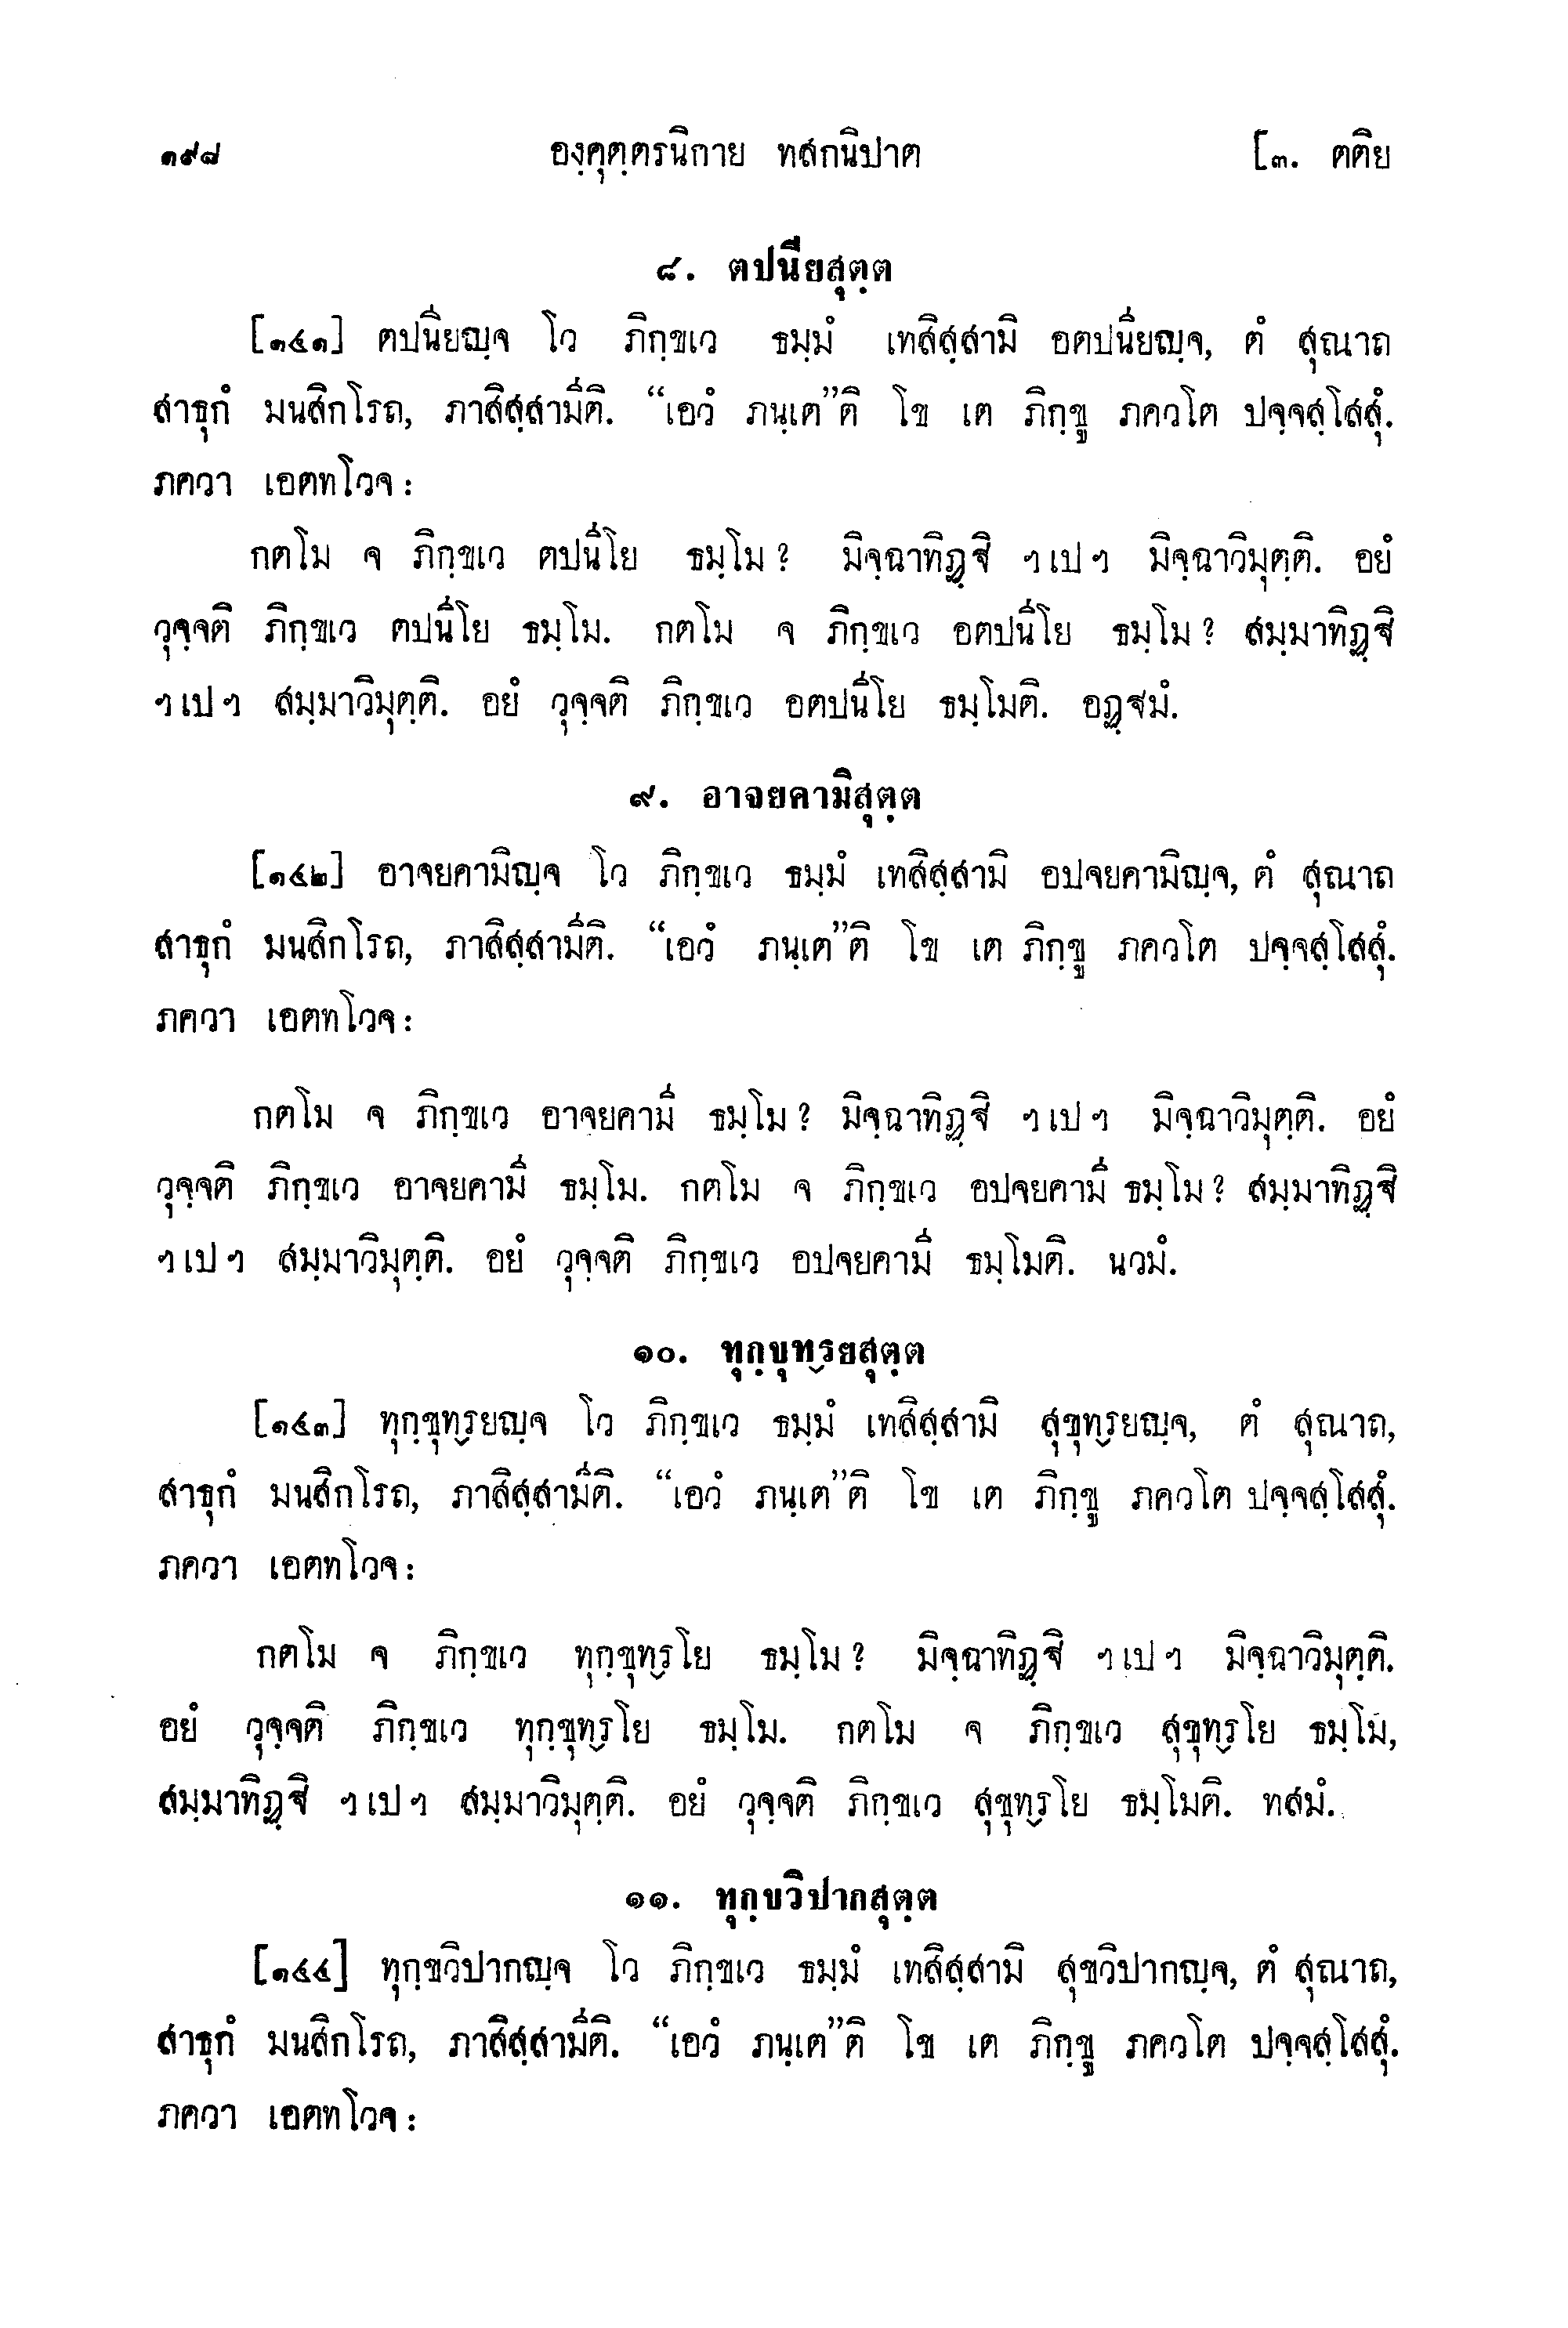 ๑๙๘ องฺคุตฺตรนิกาย ทสกนิปาต [๓. ตติย
๘. ตปนียสุตฺต
[๑๔๑] ตปนียญฺจ โว ภิกฺขเว ธมฺมํ เทสิสฺสามิ อตปนียญฺจ, ตํ สุณาถ
สาธุกํ มนสิกโรถ, ภาสิสฺสามีติ. “เอวํ ภนฺเต”ติ โข เต ภิกฺขู ภควโต ปจฺจสฺโสสุํ.
ภควา เอตทโวจ:
กตโม จ ภิกฺขเว ตปนีโย ธมฺโม? มิจฺฉาทิฏฺฐิ ฯเปฯ มิจฺฉาวิมุตฺติ. อยํ
วุจฺจติ ภิกฺขเว ตปนีโย ธมฺโม. กตโม จ ภิกฺขเว อตปนีโย ธมฺโม? สมฺมาทิฏฺฐิ
ฯเปฯ สมฺมาวิมุตฺติ. อยํ วุจฺจติ ภิกฺขเว อตปนีโย ธมฺโมติ. อฏฺฐมํ.
๙. อาจยคามิสุตฺต
[๑๔๒] อาจยคามิญฺจ โว ภิกฺขเว ธมฺมํ เทสิสฺสามิ อปจยคามิญฺจ, ตํ สุณาถ
สาธุกํ มนสิกโรถ, ภาสิสฺสามีติ. “เอวํ ภนฺเต”ติ โข เต ภิกฺขู ภควโต ปจฺจสฺโสสุํ.
ภควา เอตทโวจ:
กตโม จ ภิกฺขเว อาจยคามี ธมฺโม? มิจฺฉาทิฏฺฐิ ฯเปฯ มิจฺฉาวิมุตฺติ. อยํ
วุจฺจติ ภิกฺขเว อาจยคามี ธมฺโม. กตโม จ ภิกฺขเว อปจยคามี ธมฺโม? สมฺมาทิฏฺฐิ
ฯเปฯ สมฺมาวิมุตฺติ. อยํ วุจฺจติ ภิกฺขเว อปจยคามี ธมฺโมติ. นวมํ.
๑๐. ทุกฺขุทฺรยสุตฺต
[๑๔๓] ทุกฺขุทฺรยญฺจ โว ภิกฺขเว ธมฺมํ เทสิสฺสามิ สุขุทฺรยญฺจ, ตํ สุณาถ,
สาธุกํ มนสิกโรถ, ภาสิสฺสามีติ. “เอวํ ภนฺเต”ติ โข เต ภิกฺขู ภควโต ปจฺจสฺโสสุํ.
ภควา เอตทโวจ:
กตโม จ ภิกฺขเว ทุกฺขุทฺรโย ธมฺโม? มิจฺฉาทิฏฺฐิ ฯเปฯ มิจฺฉาวิมุตฺติ.
อยํ วุจฺจติ ภิกฺขเว ทุกฺขุทฺรโย ธมฺโม. กตโม จ ภิกฺขเว สุขุทฺรโย ธมฺโม,
สมฺมาทิฏฺฐิ ฯเปฯ สมฺมาวิมุตฺติ. อยํ วุจฺจติ ภิกฺขเว สุขุทฺรโย ธมฺโมติ. ทสมํ.
๑๑. ทุกฺขวิปากสุตฺต
[๑๔๔] ทุกฺขวิปากญฺจ โว ภิกฺขเว ธมฺมํ เทสิสฺสามิ สุขวิปากญฺจ, ตํ สุณาถ,
สาธุกํ มนสิกโรถ, ภาสิสฺสามีติ. “เอวํ ภนฺเต”ติ โข เต ภิกฺขู ภควโต ปจฺจสฺโสสุํ.
ภควา เอตทโวจ: